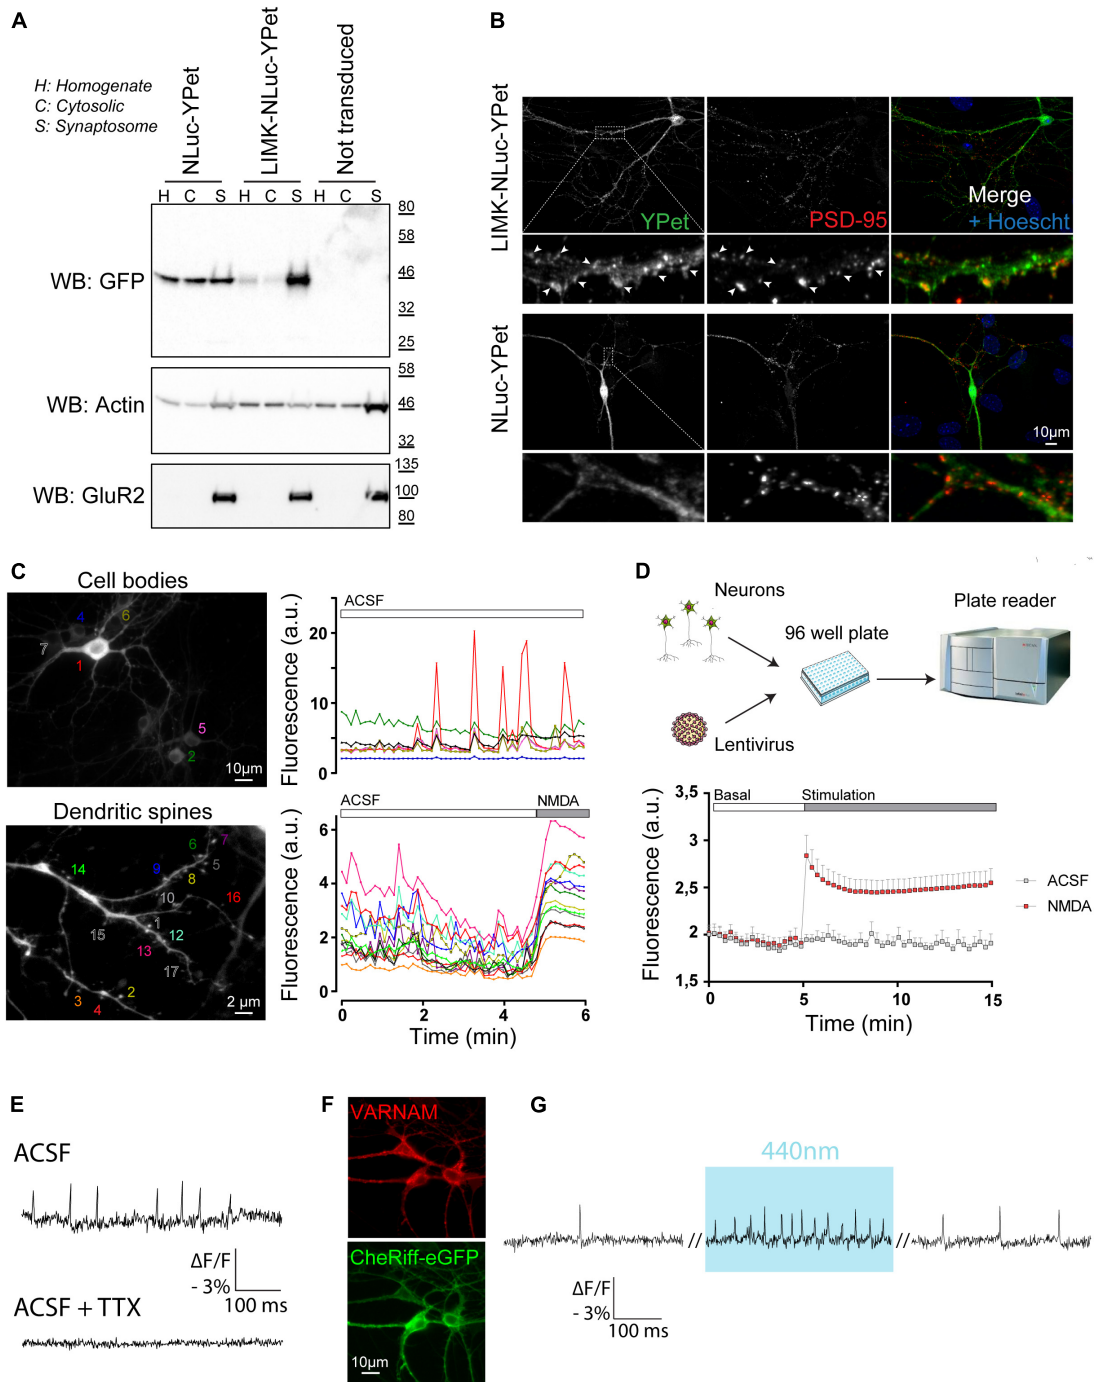 A
H: Homogenate
C: Cytosolic
S: Synaptosome
NLuc-YPet
LIMK-NLuc-YPet
Not transduced
H C S H C S H C S
80
58
WB: GFP
46
32
25
58
WB: Actin
46
32
135
WB: GluR2
100
80
B
LIMK-NLuc-YPet
YPet
PSD-95
Merge
+ Hoescht
NLuc-YPet
10µm
C
Cell bodies
4
6
7
1
5
2
10µm
Fluorescence (a.u.)
ACSF
20
10
0
Dendritic spines
7
6
14
9
5
8
10
16
1
15
12
13
17
2
3
4
2 µm
Fluorescence (a.u.)
ACSF
NMDA
6
4
2
0
0 2 4 6
Time (min)
D
Neurons
Plate reader
96 well plate
Lentivirus
Fluorescence (a.u.)
3,5
3
2,5
2
1,5
Basal
Stimulation
ACSF
NMDA
0 5 10 15
Time (min)
E
ACSF
ΔF/F
- 3%
100 ms
ACSF + TTX
F
VARNAM
CheRiff-eGFP
10µm
G
440nm
//
//
ΔF/F
- 3%
100 ms